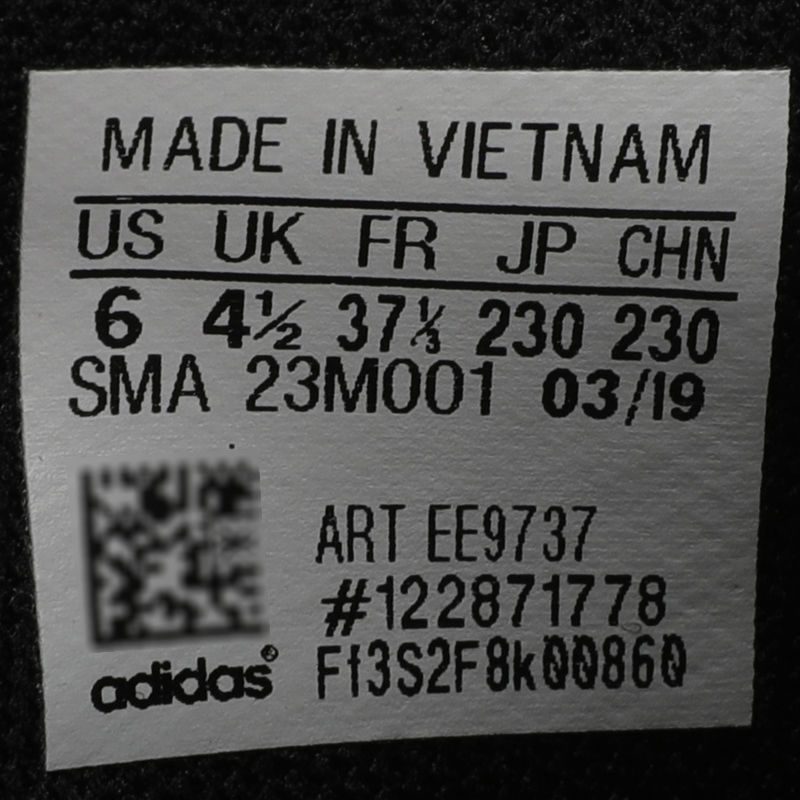 MADE IN VIETNAM
US UK FR JP CHN
6 4½ 37⅓ 230 230
SMA 23M001 03/19
ART EE9737
#122871778
Ff3S2F8k00860
adidas®